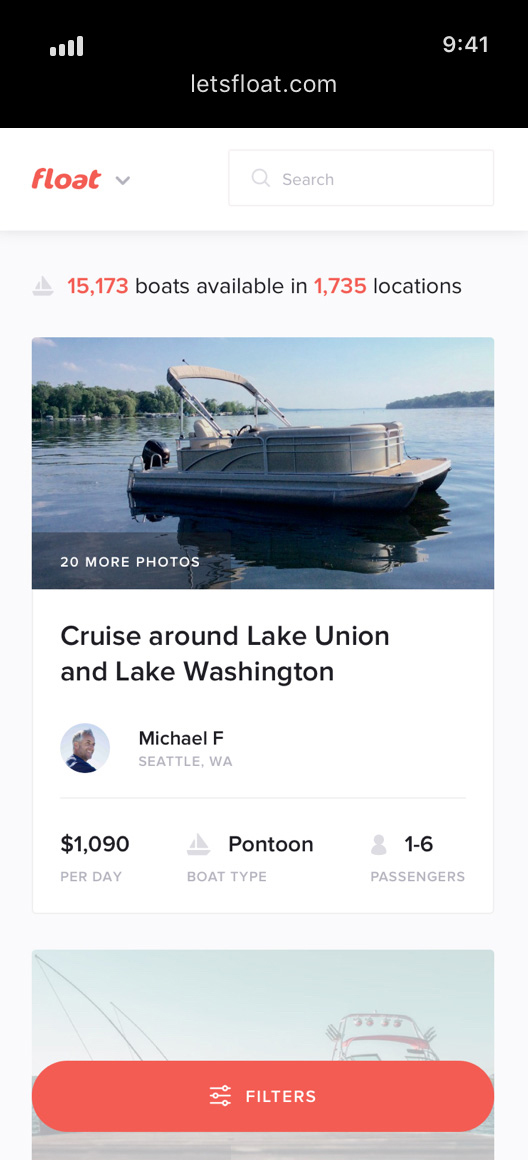 9:41
letsfloat.com
float
Search
15,173 boats available in 1,735 locations
20 MORE PHOTOS
Cruise around Lake Union
and Lake Washington
Michael F
SEATTLE, WA
$1,090 Pontoon 1-6
PER DAY BOAT TYPE PASSENGERS
FILTERS